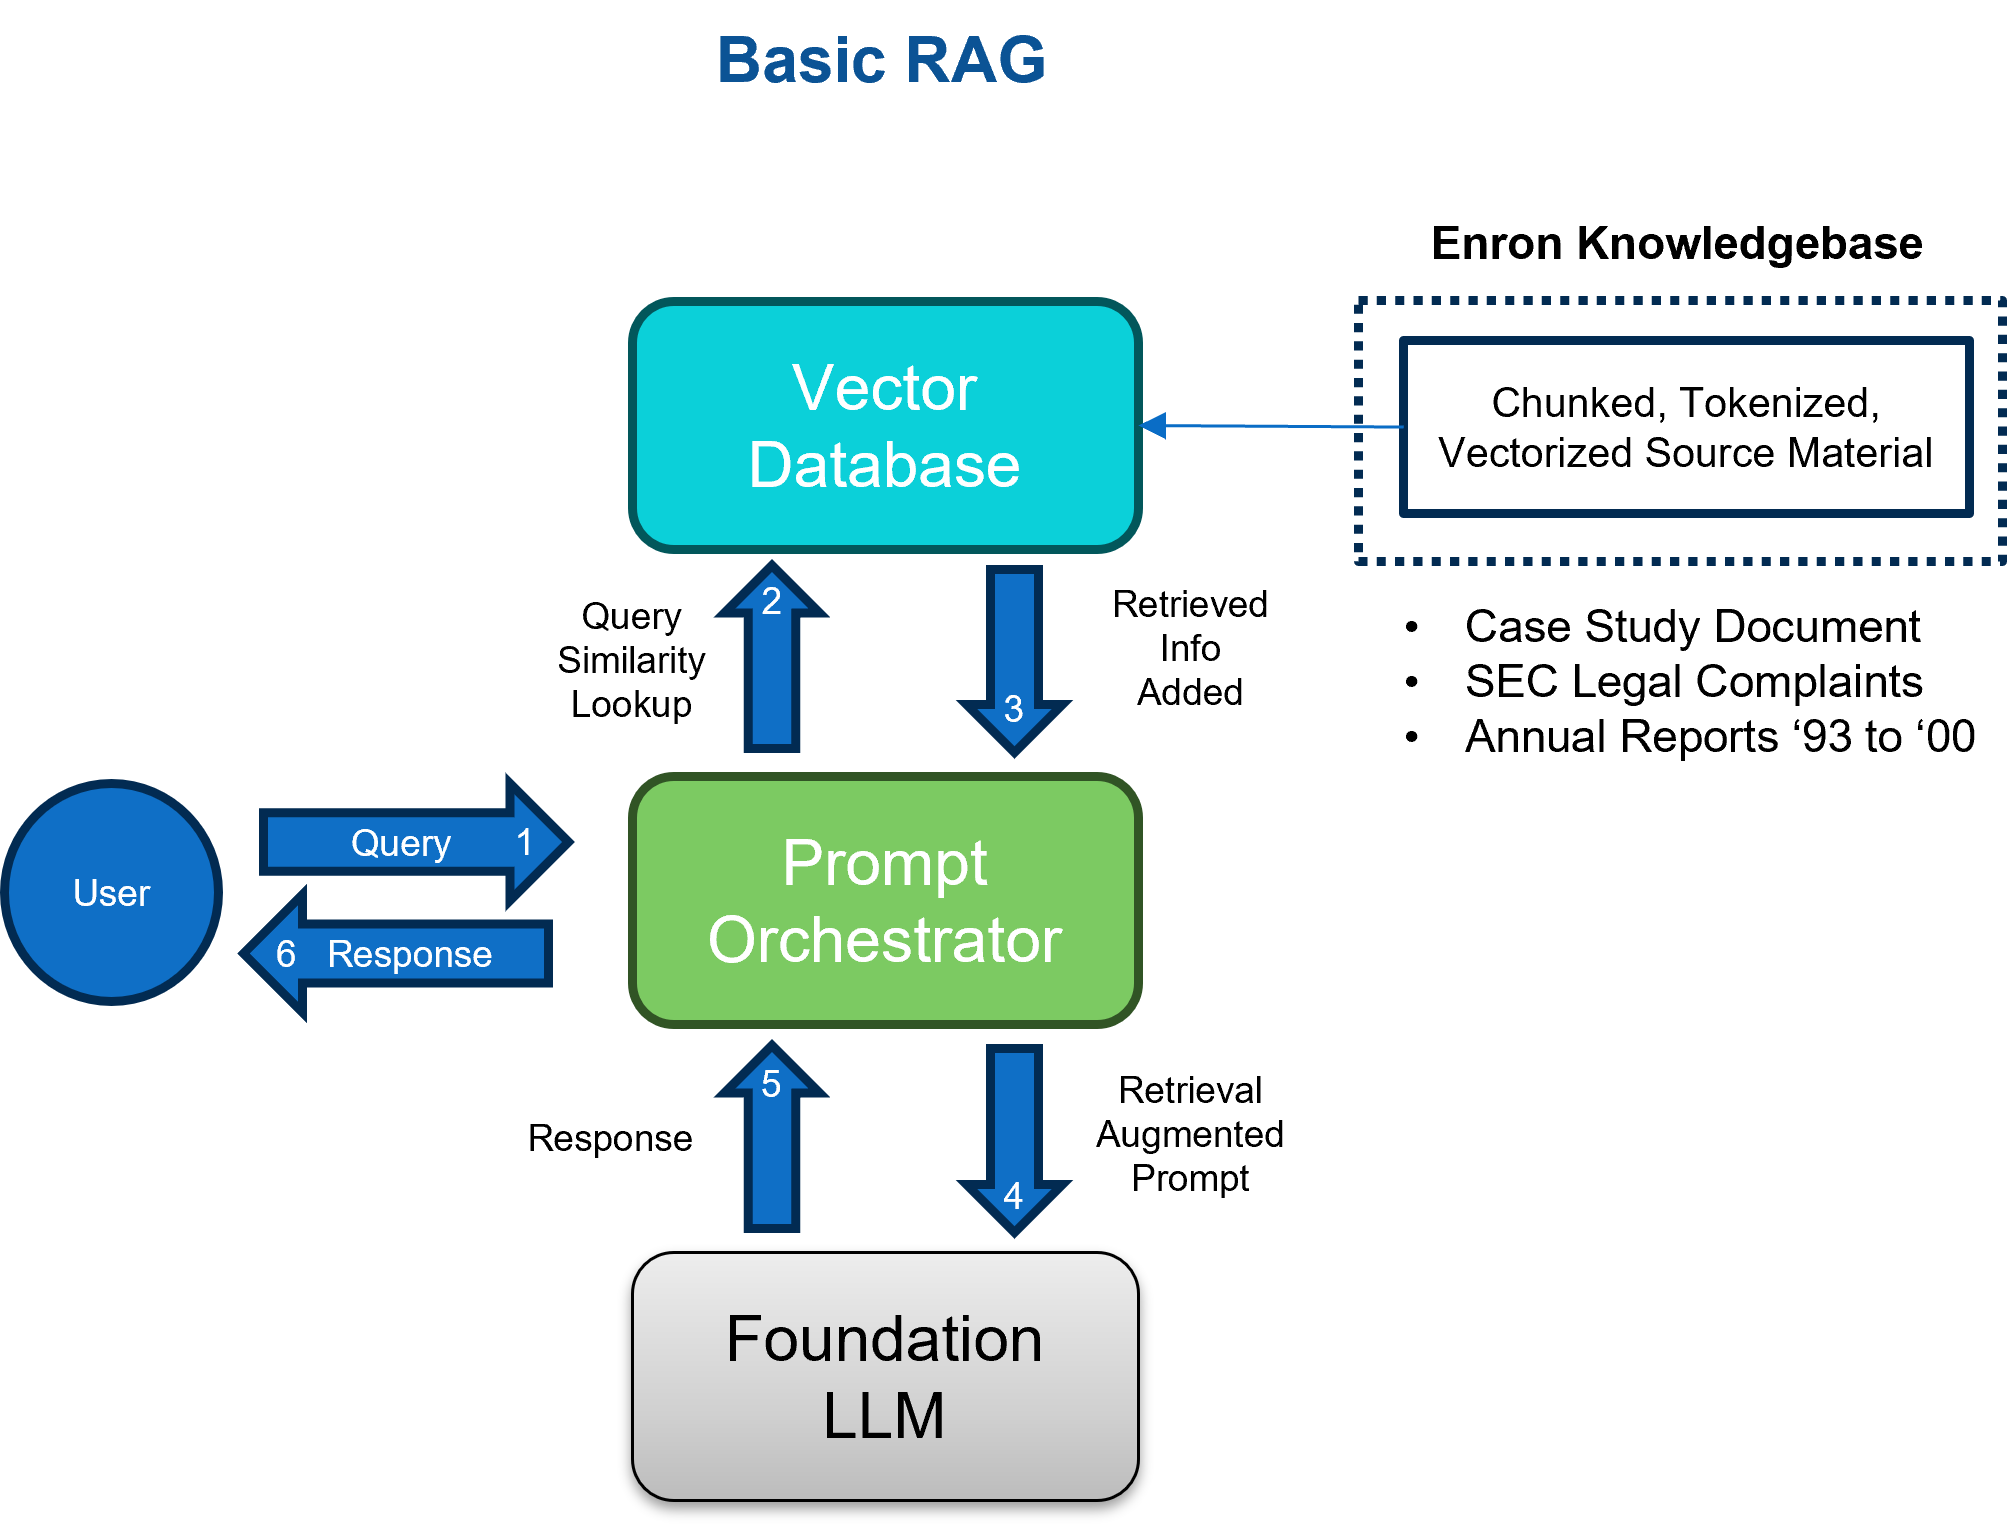 Basic RAG
Enron Knowledgebase
Vector
Database
Chunked, Tokenized,
Vectorized Source Material
2
Query
Similarity
Lookup
Retrieved
Info
Added
3
• Case Study Document
• SEC Legal Complaints
• Annual Reports ‘93 to ‘00
User
Query 1
6 Response
Prompt
Orchestrator
5
Response
Retrieval
Augmented
Prompt
4
Foundation
LLM